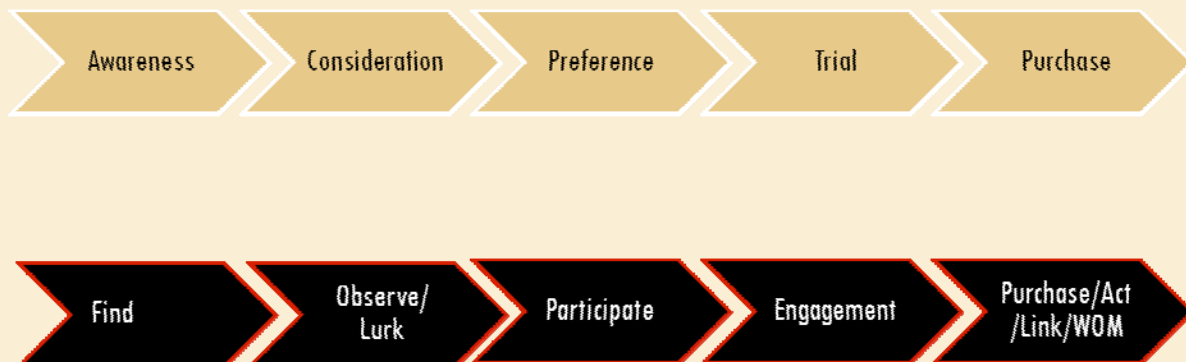 Awareness
Consideration
Preference
Trial
Purchase
Find
Observe/
Lurk
Participate
Engagement
Purchase/Act
/Link/WOM